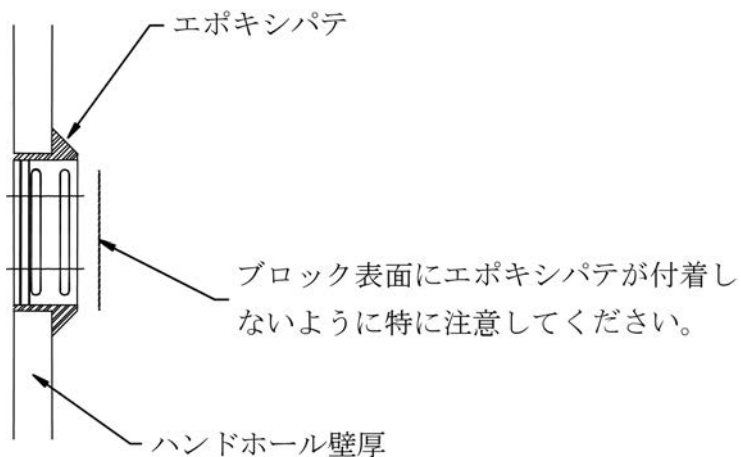 エポキシパテ
ブロック表面にエポキシパテが付着し
ないように特に注意してください。
ハンドホール壁厚